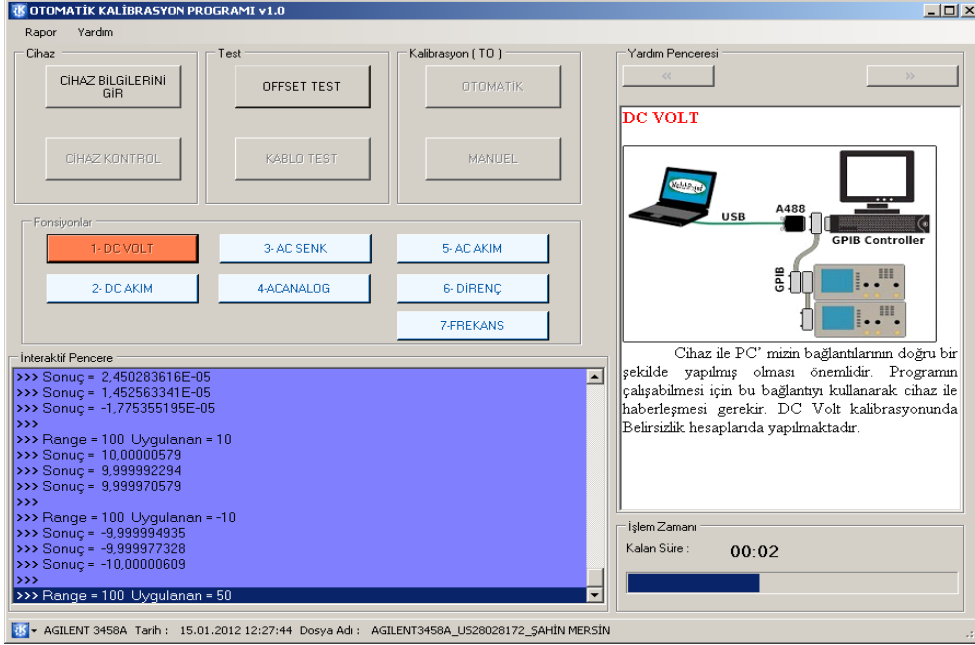 OTOMATİK KALİBRASYON PROGRAMI v1.0
Rapor Yardım
Cihaz
CİHAZ BİLGİLERİNİ
GİR
CİHAZ KONTROL
Test
OFFSET TEST
KABLO TEST
Kalibrasyon ( TO )
OTOMATİK
MANUEL
Fonsiyonlar
1- DC VOLT
3- AC SENK
5- AC AKIM
2- DC AKIM
4-ACANALOG
6- DİRENÇ
7-FREKANS
İnteraktif Pencere
>>> Sonuç = 2,450283616E-05
>>> Sonuç = 1,452563341E-05
>>> Sonuç = -1,775355195E-05
>>>
>>> Range = 100 Uygulanan = 10
>>> Sonuç = 10,00000579
>>> Sonuç = 9,999992294
>>> Sonuç = 9,999970579
>>>
>>> Range = 100 Uygulanan = -10
>>> Sonuç = -9,999994935
>>> Sonuç = -9,999977328
>>> Sonuç = -10,00000609
>>>
>>> Range = 100 Uygulanan = 50
Yardım Penceresi
<< >>
DC VOLT
USB
A488
GPIB Controller
GPIB
Cihaz ile PC' mizin bağlantılarının doğru bir
şekilde yapılmış olması önemlidir. Programın
çalışabilmesi için bu bağlantıyı kullanarak cihaz ile
haberleşmesi gerekir. DC Volt kalibrasyonunda
Belirsizlik hesaplarıda yapılmaktadır.
İşlem Zamanı
Kalan Süre : 00:02
AGILENT 3458A Tarih : 15.01.2012 12:27:44 Dosya Adı : AGILENT3458A_US28028172_ŞAHİN MERSİN